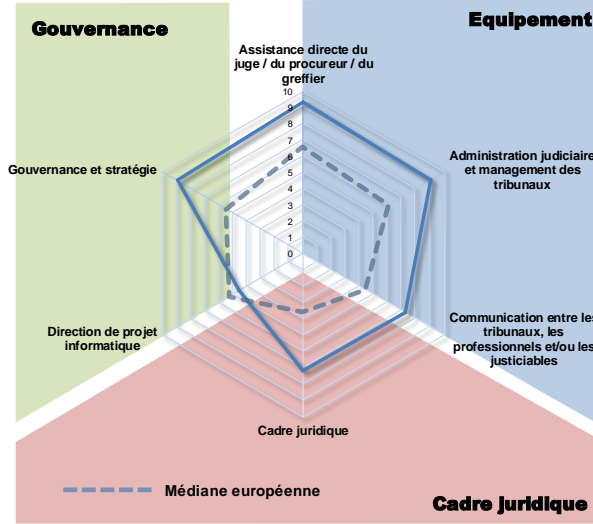 Gouvernance
Equipement
Assistance directe du
juge / du procureur / du
greffier
10
9
8
7
6
5
4
3
2
1
0
Gouvernance et stratégie
Administration judiciaire
et management des
tribunaux
Direction de projet
informatique
Communication entre les
tribunaux, les
professionnels et/ou les
justiciables
Cadre juridique
Médiane européenne
Cadre juridique